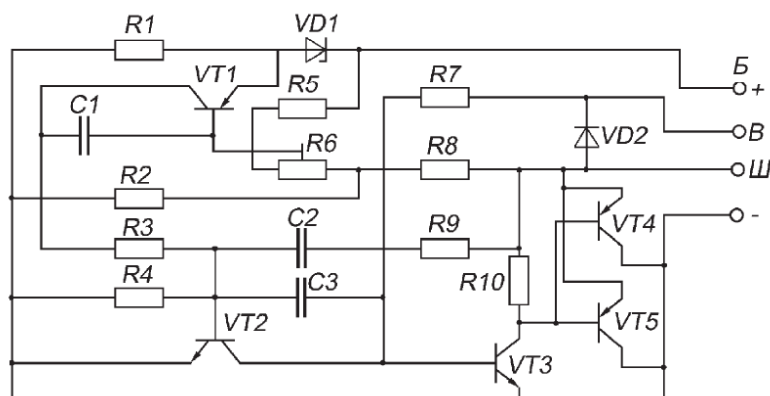 R1
VD1
VT1
R7
Б
+
R5
C1
В
R6
R8
VD2
Ш
R2
-
R3
C2
R9
VT4
R4
C3
R10
VT2
VT5
VT3